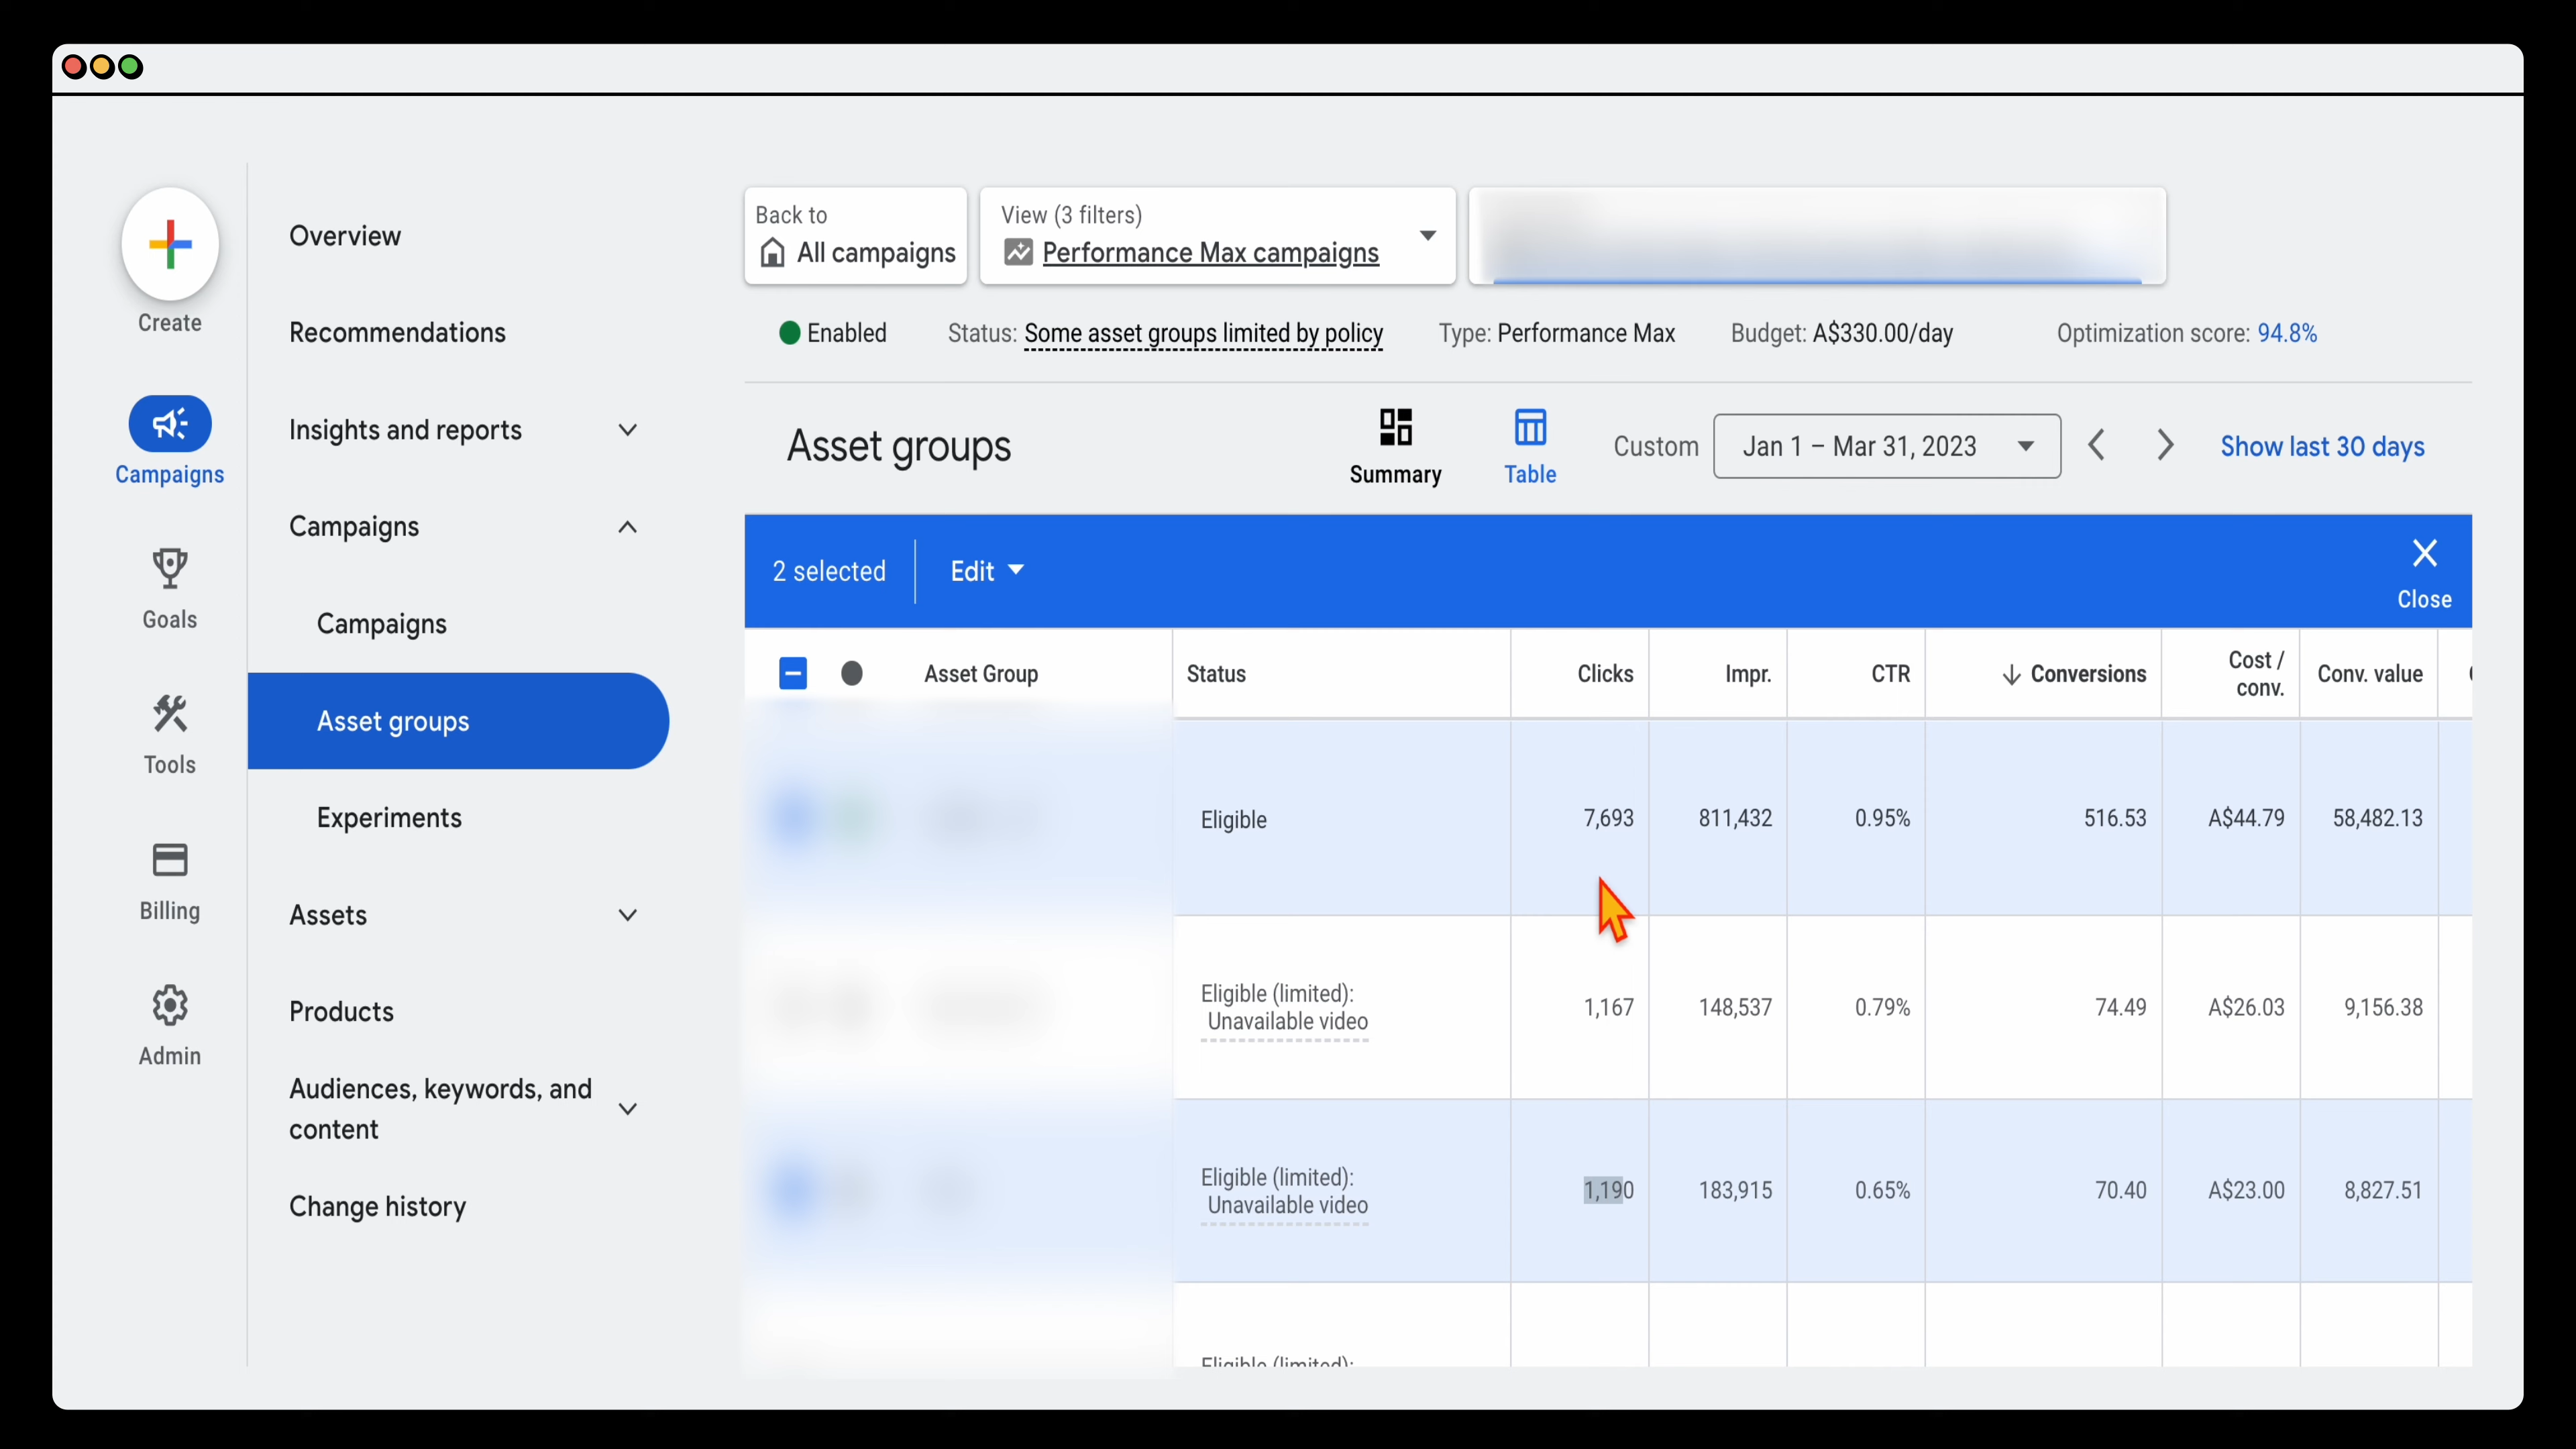 Create
Campaigns
Goals
Tools
Billing
Admin
Overview
Recommendations
Insights and reports
Campaigns
Campaigns
Asset groups
Experiments
Assets
Products
Audiences, keywords, and
content
Change history
Back to
All campaigns
View (3 filters)
Performance Max campaigns
Enabled
Status: Some asset groups limited by policy
Type: Performance Max
Budget: A$330.00/day
Optimization score: 94.8%
Asset groups
Summary
Table
Custom
Jan 1 – Mar 31, 2023
Show last 30 days
2 selected
Edit
Close
Asset Group
Status
Clicks
Impr.
CTR
Conversions
Cost /
conv.
Conv. value
Eligible
7,693
811,432
0.95%
516.53
A$44.79
58,482.13
Eligible (limited):
Unavailable video
1,167
148,537
0.79%
74.49
A$26.03
9,156.38
Eligible (limited):
Unavailable video
1,190
183,915
0.65%
70.40
A$23.00
8,827.51
Eligible (limited):